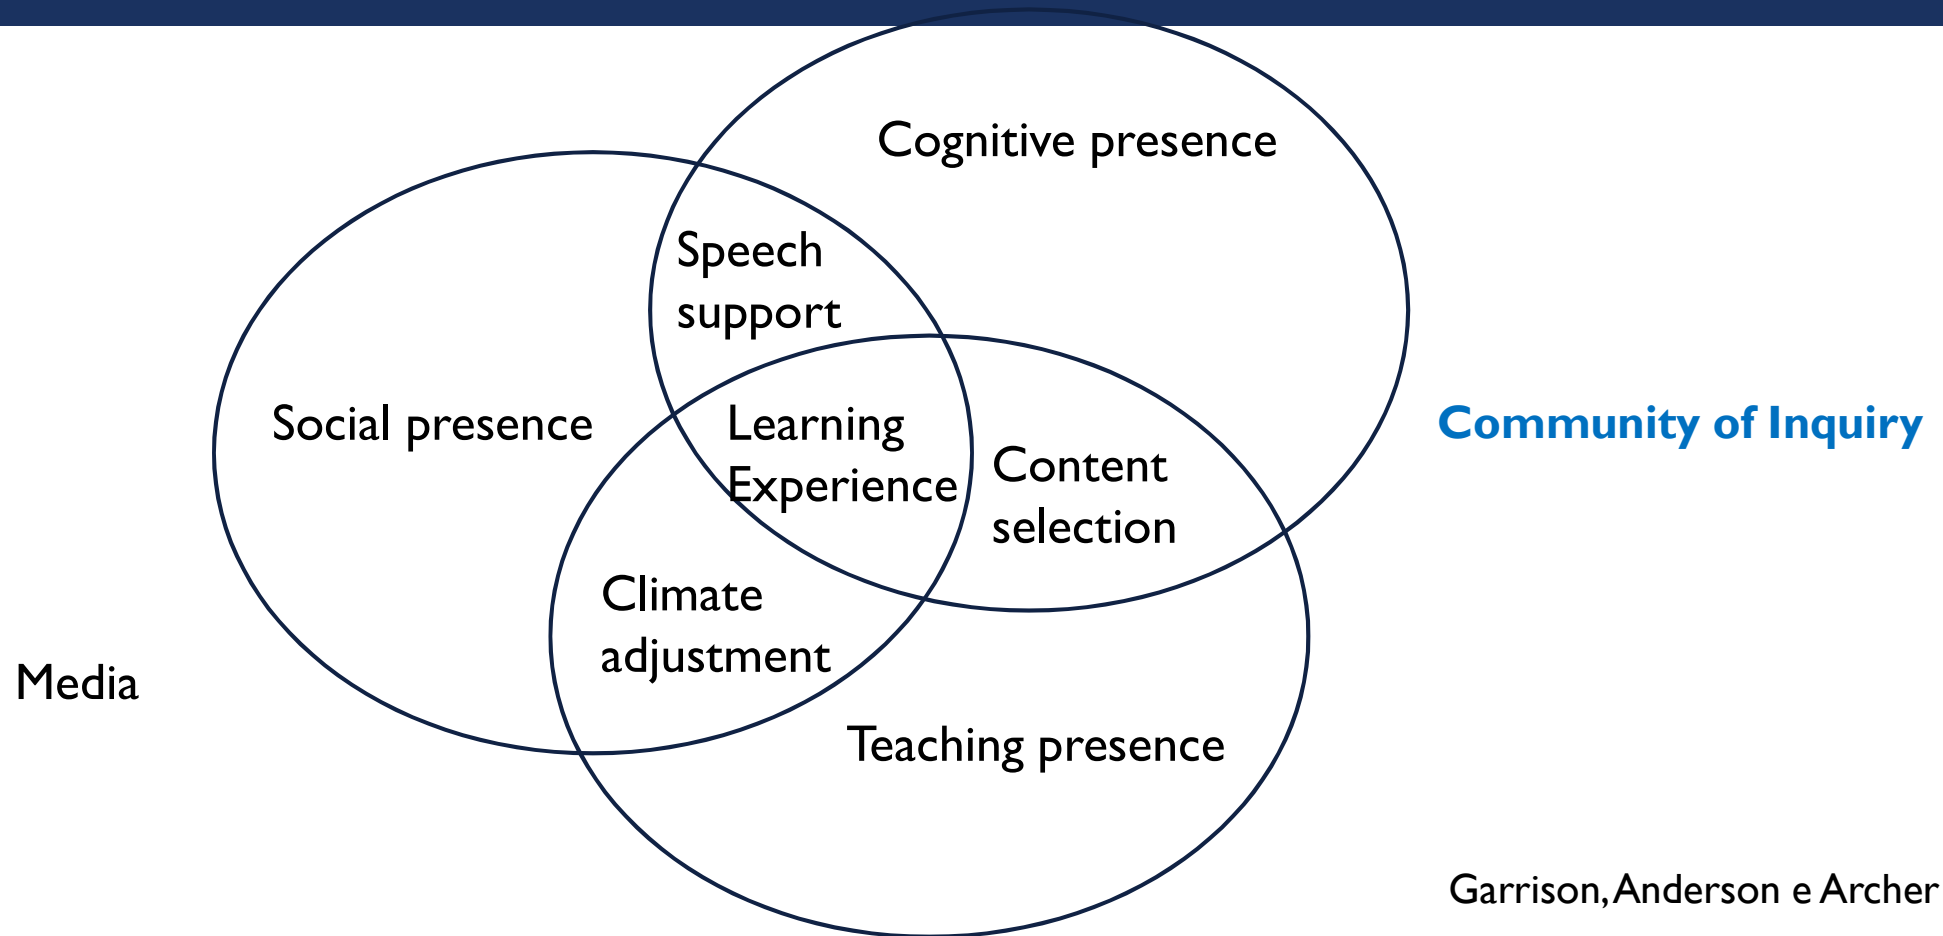 Cognitive presence
Speech
support
Social presence
Learning
Experience
Content
selection
Community of Inquiry
Climate
adjustment
Media
Teaching presence
Garrison, Anderson e Archer